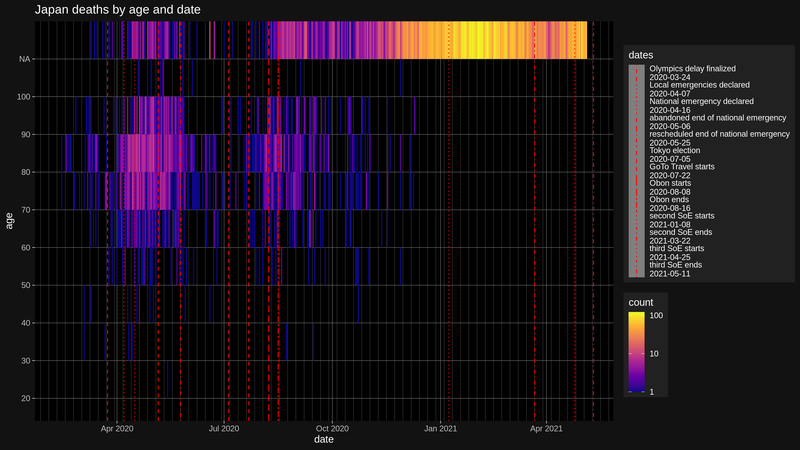 Japan deaths by age and date
age
NA
100
90
80
70
60
50
40
30
20
Apr 2020
Jul 2020
Oct 2020
Jan 2021
Apr 2021
date
dates
Olympics delay finalized
2020-03-24
Local emergencies declared
2020-04-07
National emergency declared
2020-04-16
abandoned end of national emergency
2020-05-06
rescheduled end of national emergency
2020-05-25
Tokyo election
2020-07-05
GoTo Travel starts
2020-07-22
Obon starts
2020-08-08
Obon ends
2020-08-16
second SoE starts
2021-01-08
second SoE ends
2021-03-22
third SoE starts
2021-04-25
third SoE ends
2021-05-11
count
100
10
1